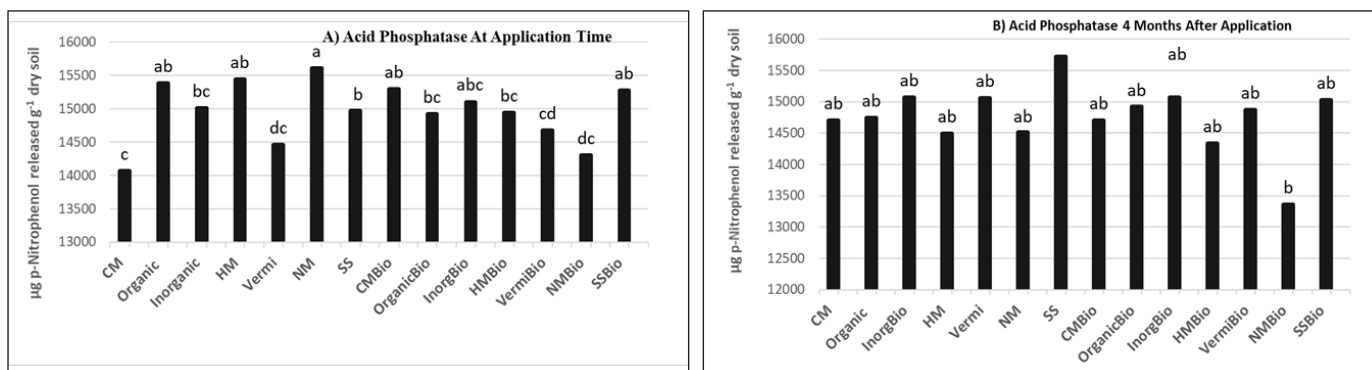 A) Acid Phosphatase At Application Time
µg p-Nitrophenol released g⁻¹ dry soil
16000
15500
15000
14500
14000
13500
13000
c
ab
bc
ab
dc
a
b
ab
bc
abc
bc
cd
dc
ab
CM
Organic
Inorganic
HM
Vermi
NM
SS
CMBio
OrganicBio
InorgBio
HMBio
VermiBio
NMBio
SSBio
B) Acid Phosphatase 4 Months After Application
µg p-Nitrophenol released g⁻¹ dry soil
16000
15500
15000
14500
14000
13500
13000
12500
12000
ab
ab
ab
ab
ab
ab
ab
ab
ab
ab
ab
b
ab
CM
Organic
InorgBio
HM
Vermi
NM
SS
CMBio
OrganicBio
InorgBio
HMBio
VermiBio
NMBio
SSBio